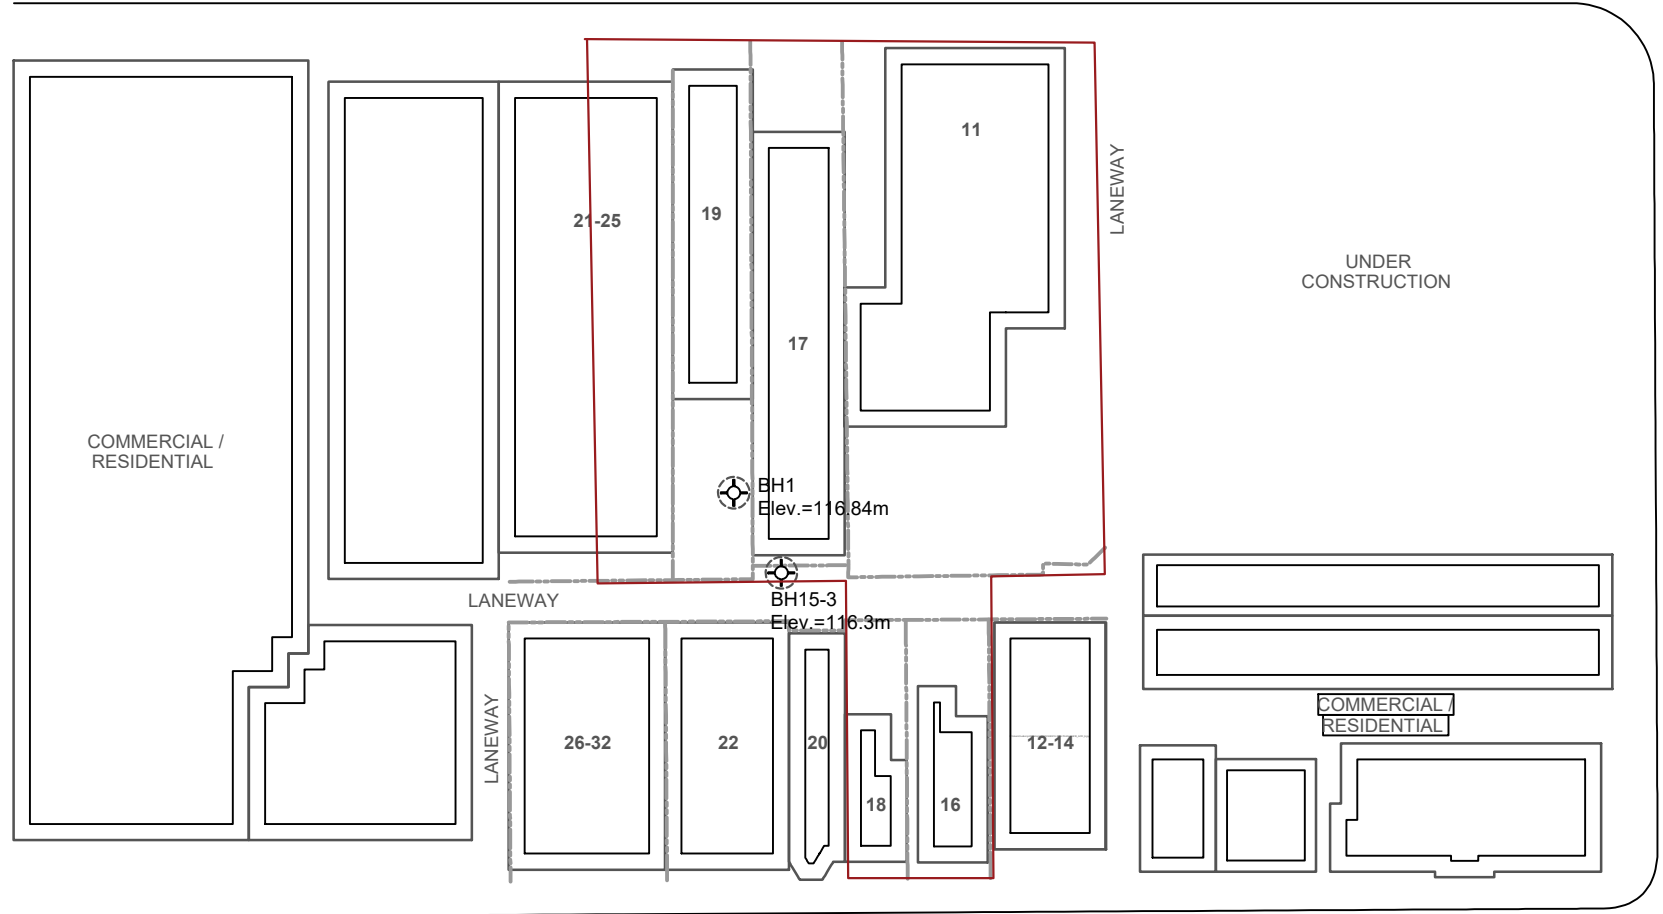 11
LANEWAY
19
21-25
UNDER
CONSTRUCTION
17
COMMERCIAL /
RESIDENTIAL
BH1
Elev.=116.84m
LANEWAY
BH15-3
Elev.=116.3m
LANEWAY
COMMERCIAL /
RESIDENTIAL
26-32
22
20
12-14
18
16